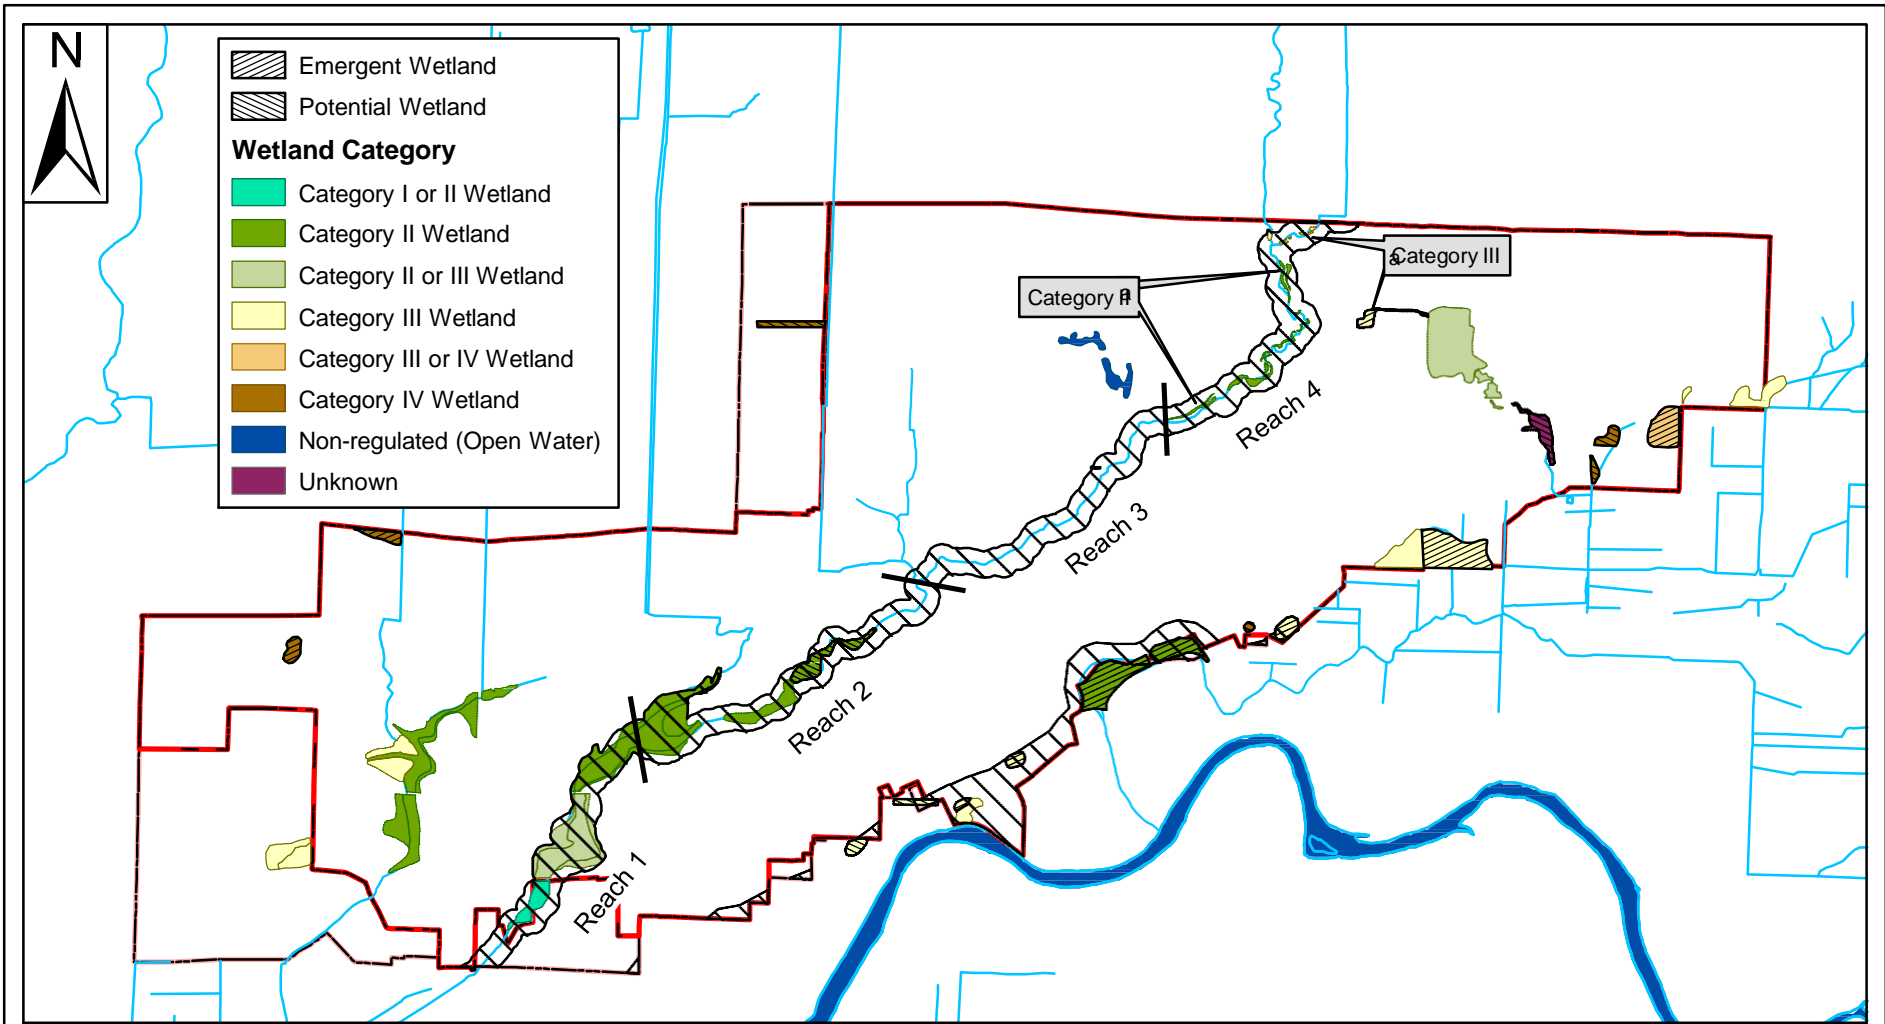 N
Emergent Wetland
Potential Wetland
Wetland Category
Category I or II Wetland
Category II Wetland
Category II or III Wetland
Category III Wetland
Category III or IV Wetland
Category IV Wetland
Non-regulated (Open Water)
Unknown
Category III
a
Category II
a
Reach 4
Reach 3
Reach 2
Reach 1